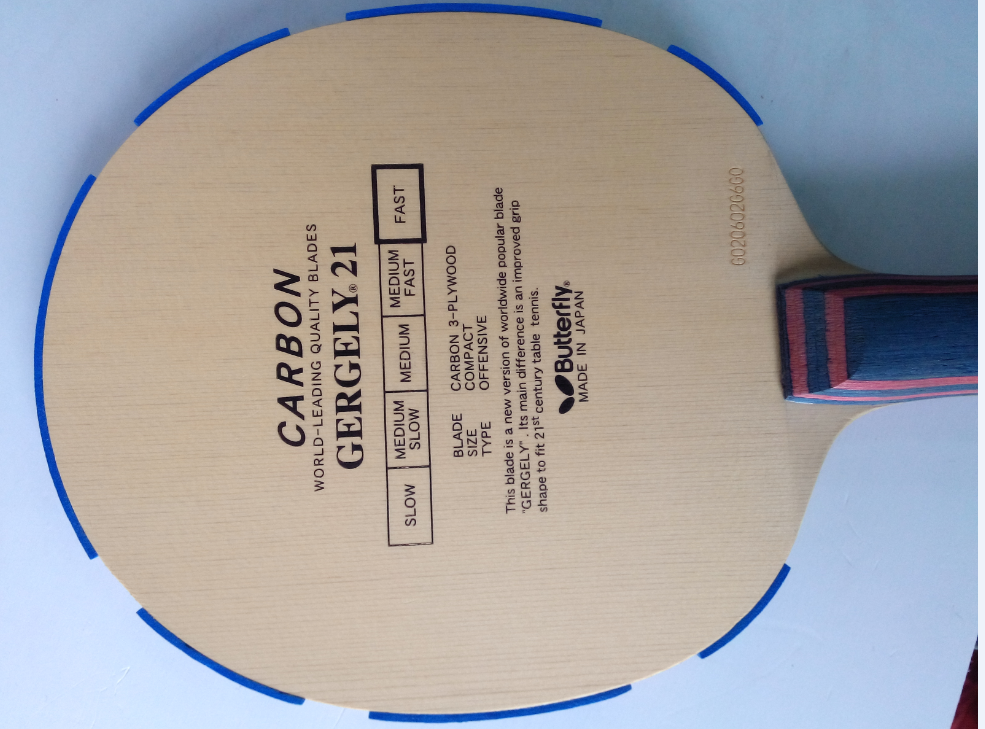 CARBON
WORLD-LEADING QUALITY BLADES
GERGELY® 21
SLOW MEDIUM SLOW MEDIUM MEDIUM FAST FAST
BLADE CARBON 3-PLYWOOD
SIZE COMPACT
TYPE OFFENSIVE
This blade is a new version of worldwide popular blade
"GERGELY". Its main difference is an improved grip
shape to fit 21st century table tennis.
Butterfly®
MADE IN JAPAN
G0206020600